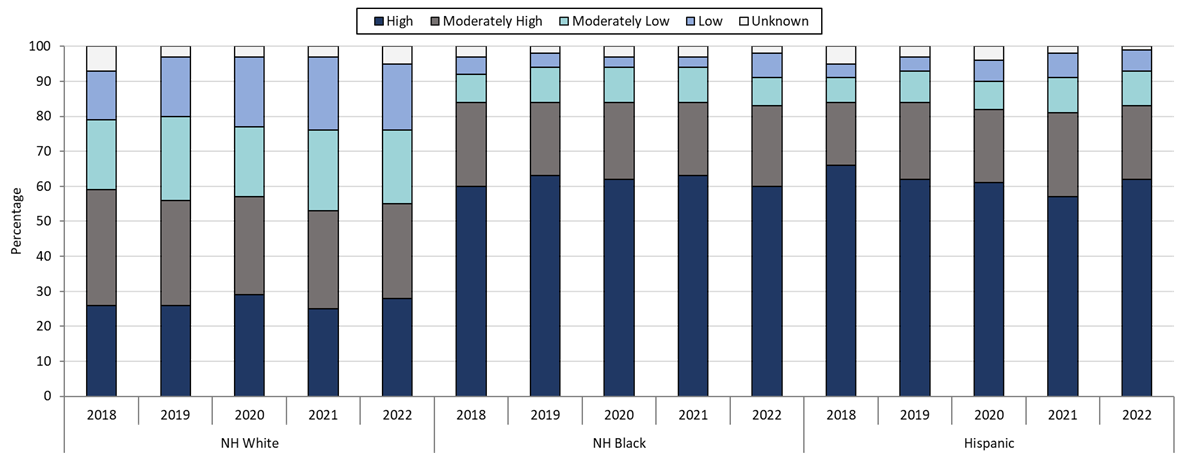 High Moderately High Moderately Low Low Unknown
100
90
80
70
60
50
40
30
20
10
0
Percentage
2018 2019 2020 2021 2022 2018 2019 2020 2021 2022 2018 2019 2020 2021 2022
NH White NH Black Hispanic